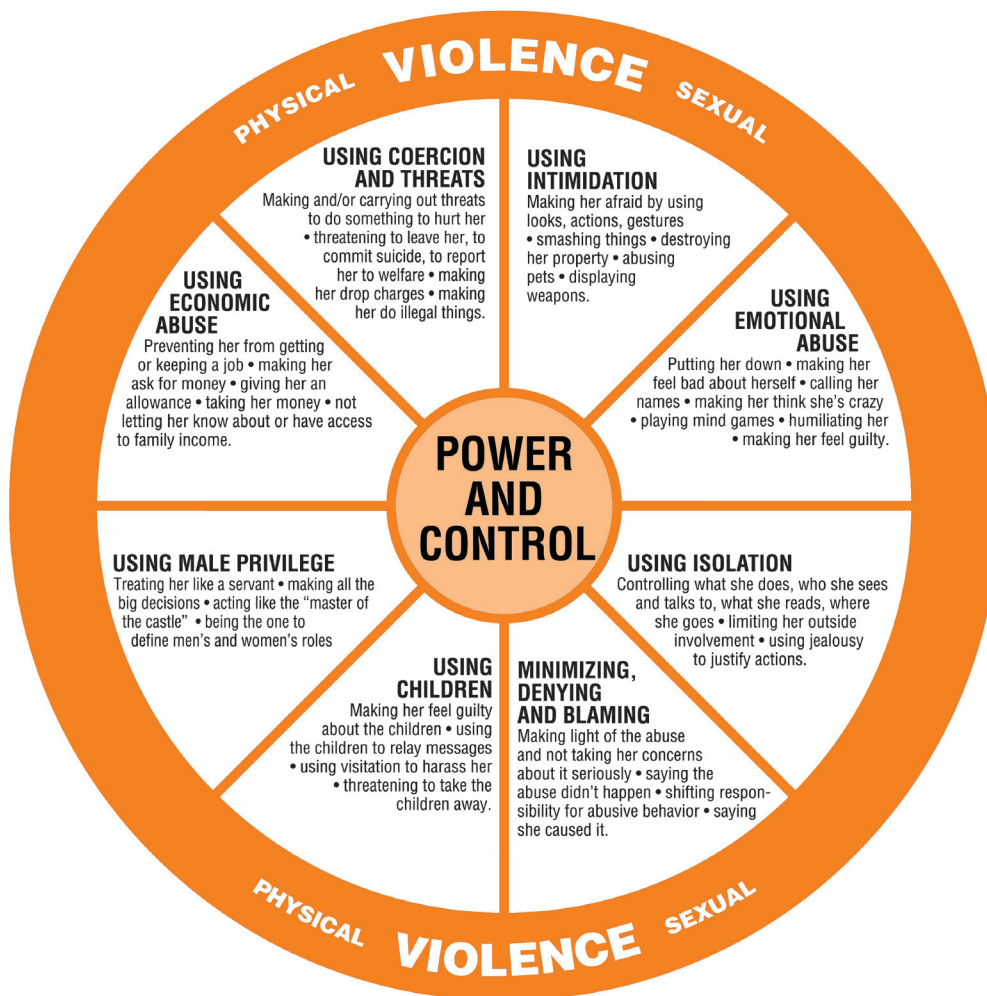 PHYSICAL VIOLENCE SEXUAL
USING COERCION
AND THREATS
Making and/or carrying out threats
to do something to hurt her
• threatening to leave her, to
commit suicide, to report
her to welfare • making
her drop charges • making
her do illegal things.
USING
INTIMIDATION
Making her afraid by using
looks, actions, gestures
• smashing things • destroying
her property • abusing
pets • displaying
weapons.
USING
ECONOMIC
ABUSE
Preventing her from getting
or keeping a job • making her
ask for money • giving her an
allowance • taking her money • not
letting her know about or have access
to family income.
USING
EMOTIONAL
ABUSE
Putting her down • making her
feel bad about herself • calling her
names • making her think she’s crazy
• playing mind games • humiliating her
• making her feel guilty.
POWER
AND
CONTROL
USING MALE PRIVILEGE
Treating her like a servant • making all the
big decisions • acting like the “master of
the castle” • being the one to
define men’s and women’s roles
USING ISOLATION
Controlling what she does, who she sees
and talks to, what she reads, where
she goes • limiting her outside
involvement • using jealousy
to justify actions.
USING
CHILDREN
Making her feel guilty
about the children • using
the children to relay messages
• using visitation to harass her
• threatening to take the
children away.
MINIMIZING,
DENYING
AND BLAMING
Making light of the abuse
and not taking her concerns
about it seriously • saying the
abuse didn’t happen • shifting respon-
sibility for abusive behavior • saying
she caused it.
PHYSICAL VIOLENCE SEXUAL